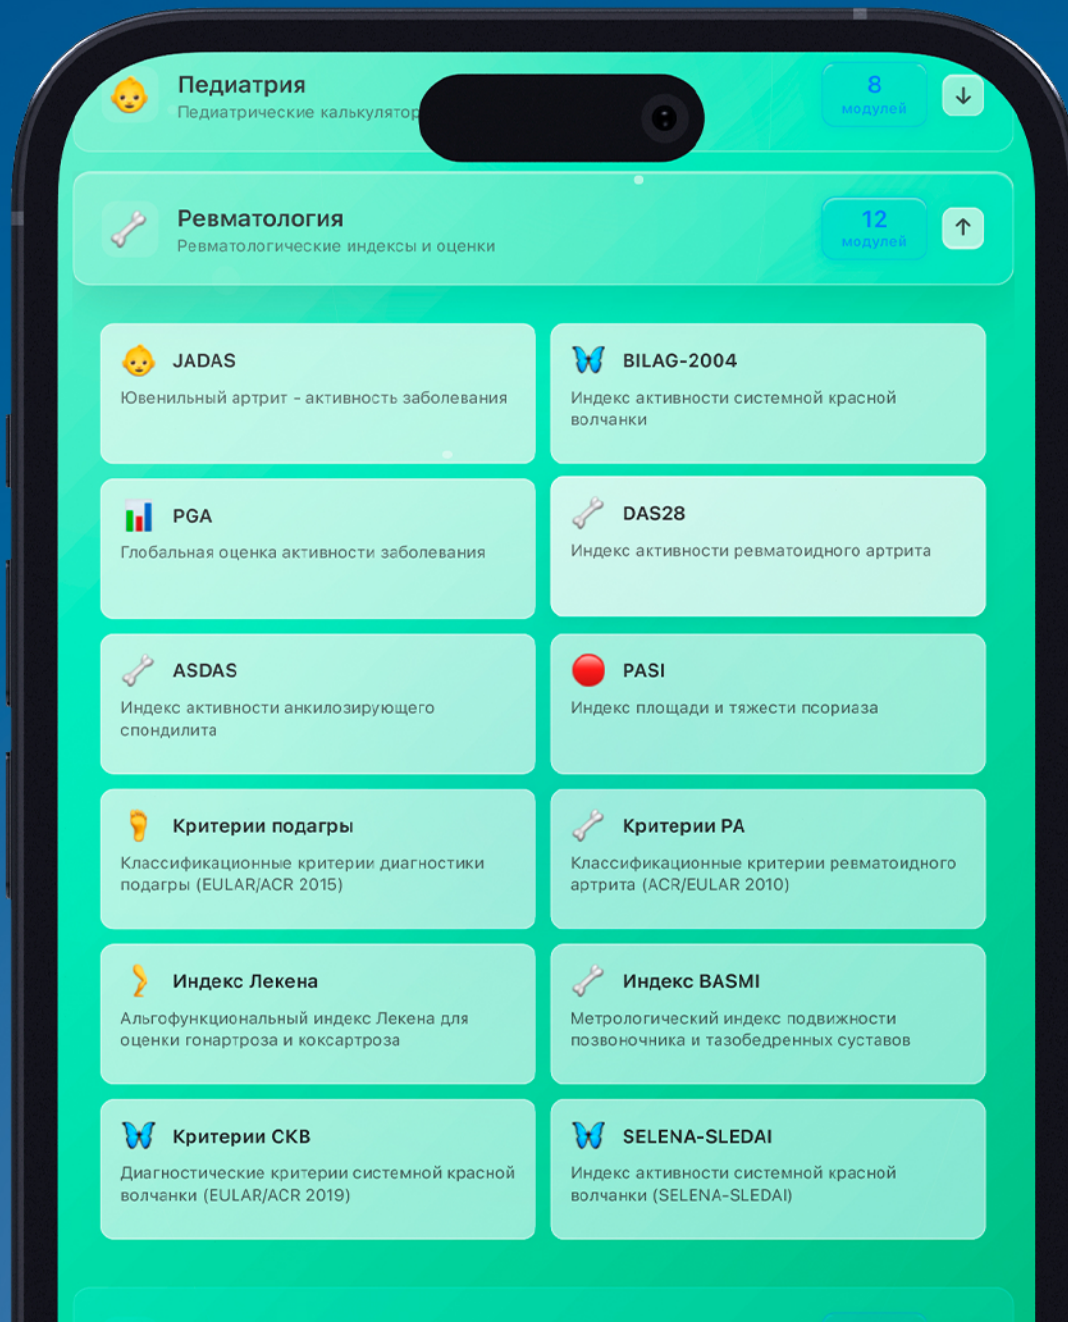 Педиатрия
Педиатрические калькулятор
8
модулей
Ревматология
Ревматологические индексы и оценки
12
модулей
JADAS
Ювенильный артрит - активность заболевания
BILAG-2004
Индекс активности системной красной
волчанки
PGA
Глобальная оценка активности заболевания
DAS28
Индекс активности ревматоидного артрита
ASDAS
Индекс активности анкилозирующего
спондилита
PASI
Индекс площади и тяжести псориаза
Критерии подагры
Классификационные критерии диагностики
подагры (EULAR/ACR 2015)
Критерии РА
Классификационные критерии ревматоидного
артрита (ACR/EULAR 2010)
Индекс Лекена
Альгофункциональный индекс Лекена для
оценки гонартроза и коксартроза
Индекс BASMI
Метрологический индекс подвижности
позвоночника и тазобедренных суставов
Критерии СКВ
Диагностические критерии системной красной
волчанки (EULAR/ACR 2019)
SELENA-SLEDAI
Индекс активности системной красной
волчанки (SELENA-SLEDAI)